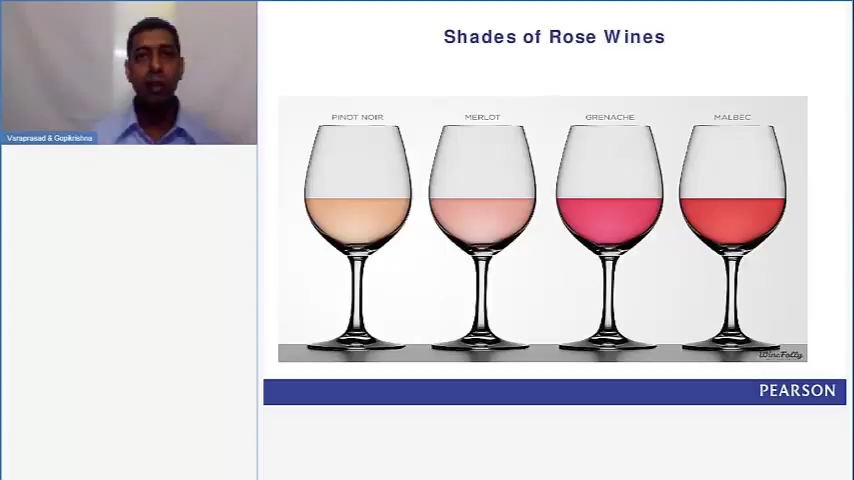 Shades of Rose Wines
PINOT NOIR
MERLOT
GRENACHE
MALBEC
Varaprasad & Gopikrishna
WineFolly
PEARSON